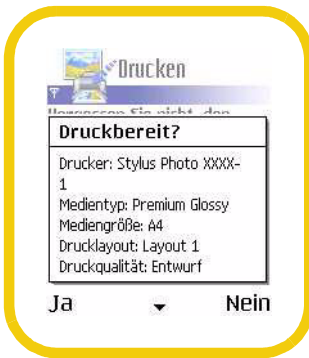 Drucken
Druckbereit?
Drucker: Stylus Photo XXXX-
1
Medientyp: Premium Glossy
Mediengröße: A4
Drucklayout: Layout 1
Druckqualität: Entwurf
Ja
Nein